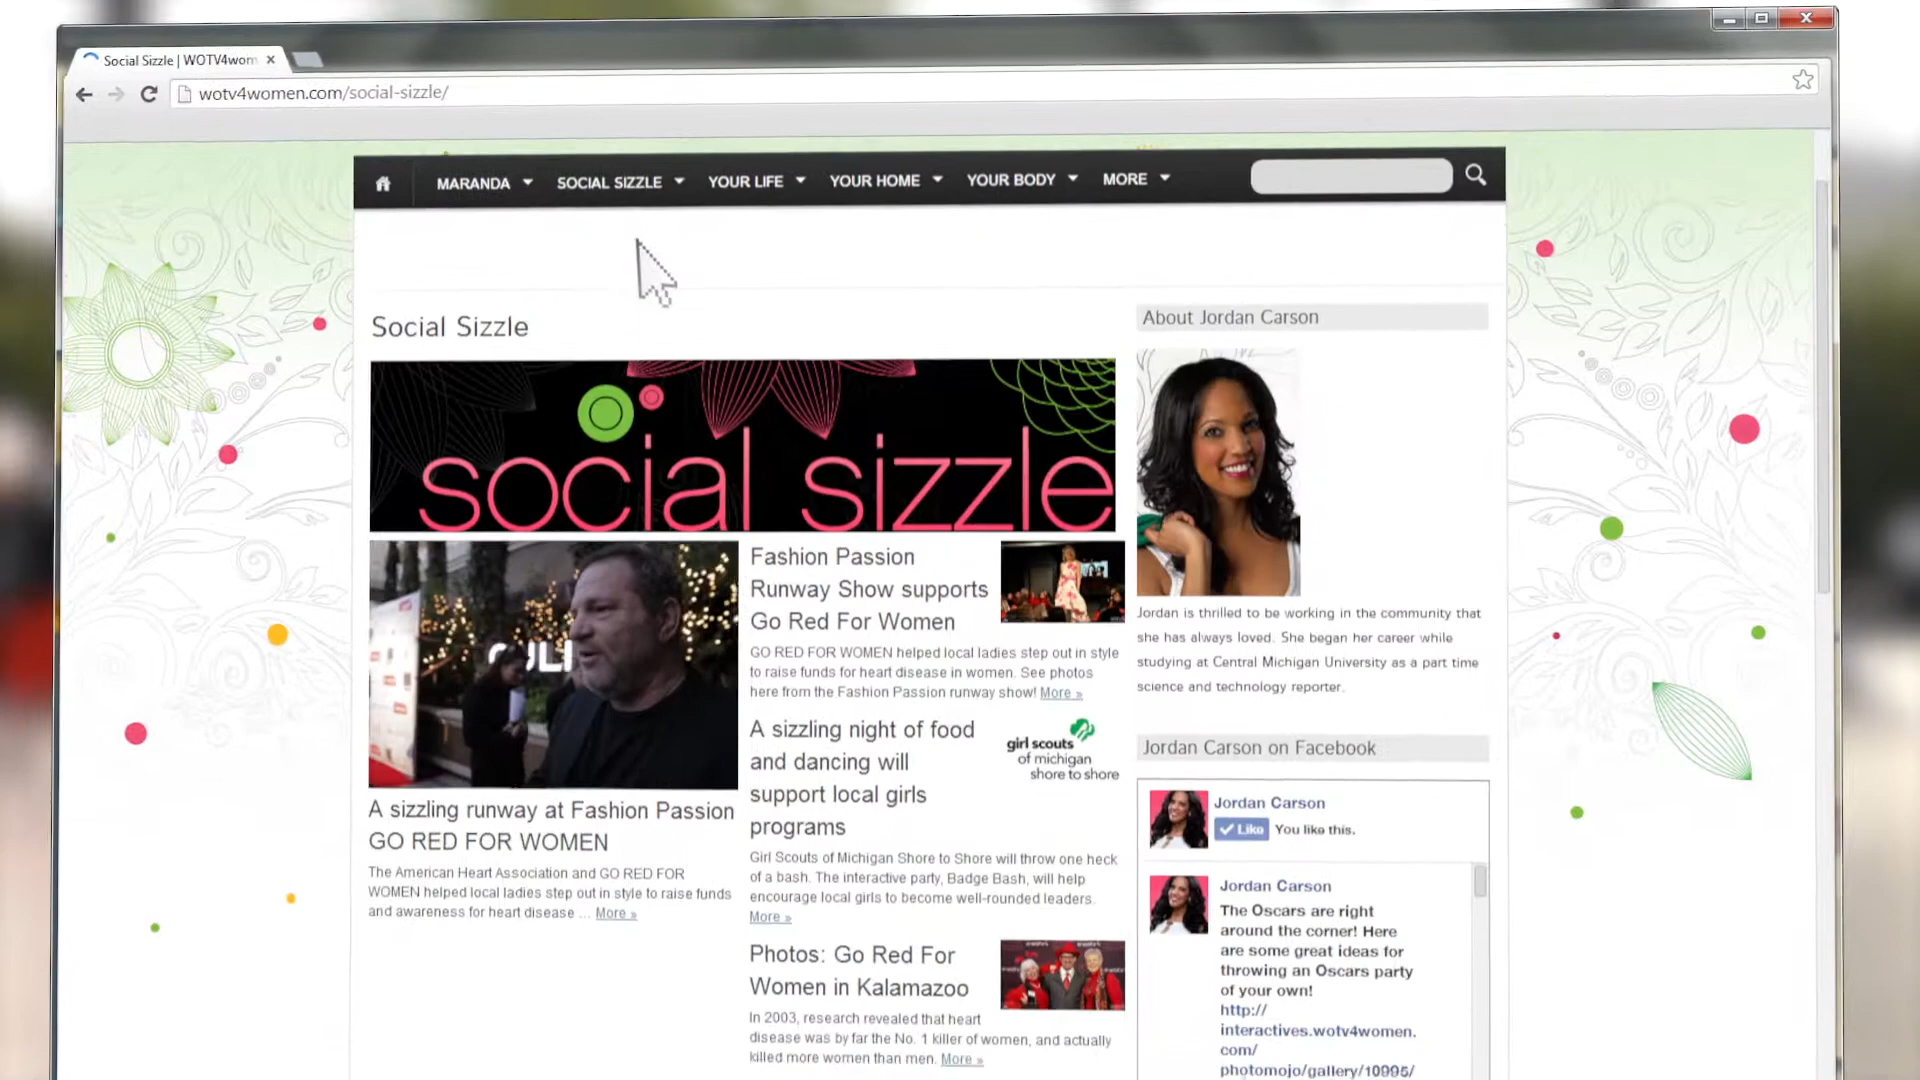 Social Sizzle | WOTV4wom
wotv4women.com/social-sizzle/
MARANDA
SOCIAL SIZZLE
YOUR LIFE
YOUR HOME
YOUR BODY
MORE
Social Sizzle
social sizzle
A sizzling runway at Fashion Passion
GO RED FOR WOMEN
The American Heart Association and GO RED FOR
WOMEN helped local ladies step out in style to raise funds
and awareness for heart disease ... More »
Fashion Passion
Runway Show supports
Go Red For Women
GO RED FOR WOMEN helped local ladies step out in style
to raise funds for heart disease in women. See photos
here from the Fashion Passion runway show! More »
A sizzling night of food
and dancing will
support local girls
programs
girl scouts
of michigan
shore to shore
Girl Scouts of Michigan Shore to Shore will throw one heck
of a bash. The interactive party, Badge Bash, will help
encourage local girls to become well-rounded leaders.
More »
Photos: Go Red For
Women in Kalamazoo
In 2003, research revealed that heart
disease was by far the No. 1 killer of women, and actually
killed more women than men. More »
About Jordan Carson
Jordan is thrilled to be working in the community that
she has always loved. She began her career while
studying at Central Michigan University as a part time
science and technology reporter.
Jordan Carson on Facebook
Jordan Carson
Like You like this.
Jordan Carson
The Oscars are right
around the corner! Here
are some great ideas for
throwing an Oscars party
of your own!
http://
interactives.wotv4women.
com/
photomojo/gallery/10995/